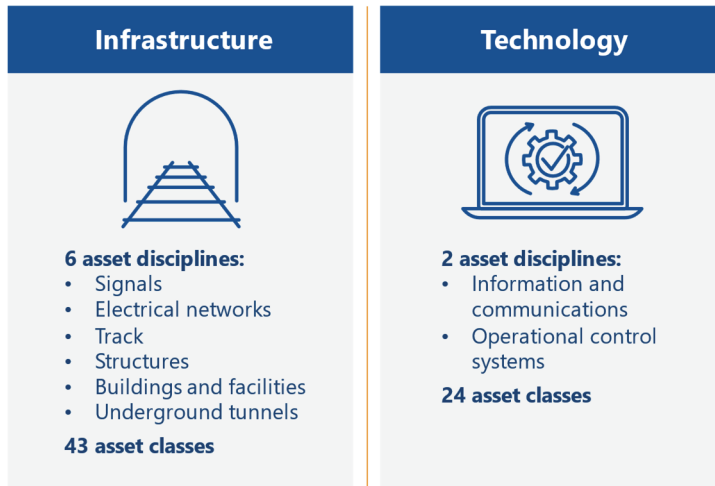 Infrastructure
6 asset disciplines:
• Signals
• Electrical networks
• Track
• Structures
• Buildings and facilities
• Underground tunnels
43 asset classes
Technology
2 asset disciplines:
• Information and
communications
• Operational control
systems
24 asset classes